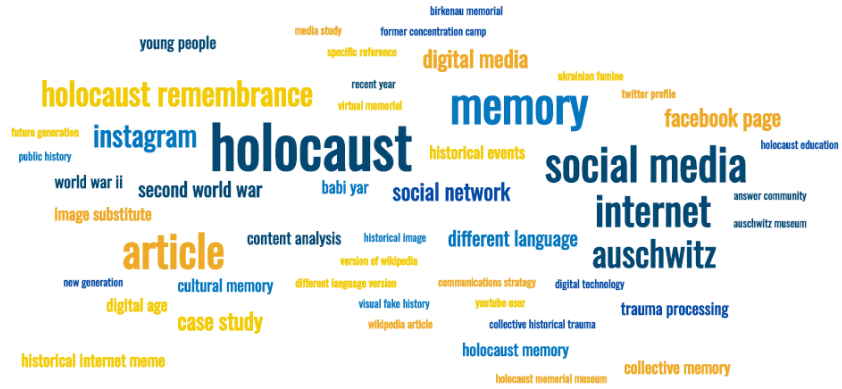 birkenau memorial
media study
former concentration camp
young people
specific reference
digital media
ukrainian famine
recent year
holocaust remembrance
virtual memorial
memory
twitter profile
facebook page
future generation
instagram
holocaust
historical events
holocaust education
public history
social media
world war ii
second world war
babi yar
social network
answer community
image substitute
internet
auschwitz museum
article
content analysis
historical image
different language
auschwitz
version of wikipedia
new generation
cultural memory
different language version
communications strategy
digital technology
digital age
visual fake history
youtube user
trauma processing
case study
wikipedia article
collective historical trauma
holocaust memory
historical internet meme
collective memory
holocaust memorial museum